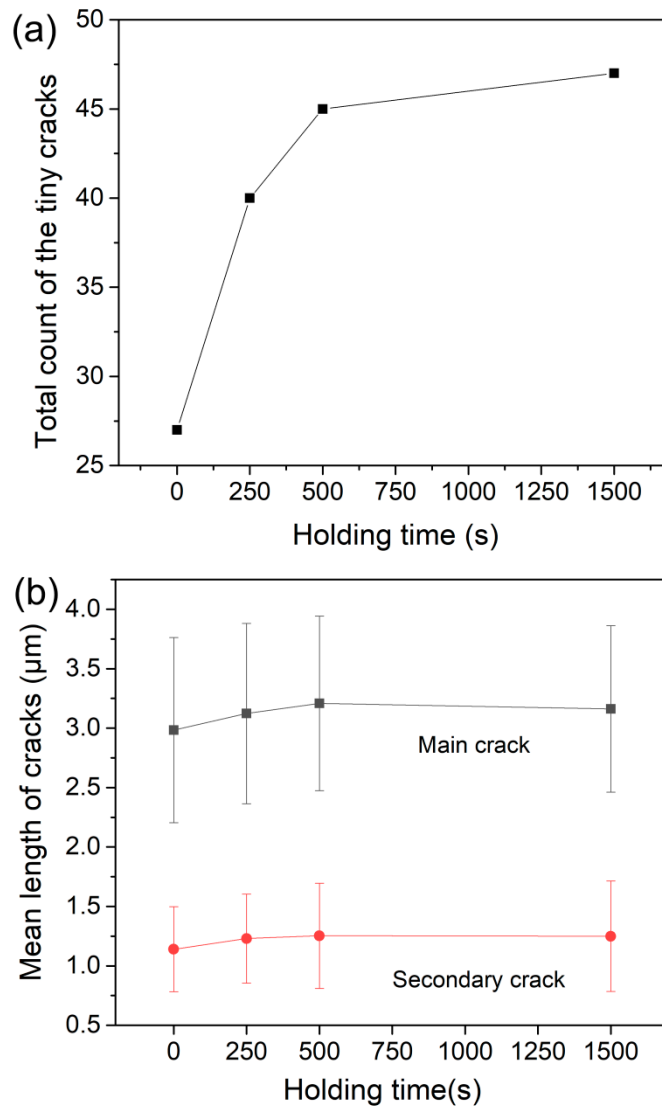 (a)
Total count of the tiny cracks
50
45
40
35
30
25
0 250 500 750 1000 1250 1500
Holding time (s)
(b)
Mean length of cracks (μm)
4.0
3.5
3.0
2.5
2.0
1.5
1.0
0.5
Main crack
Secondary crack
0 250 500 750 1000 1250 1500
Holding time(s)